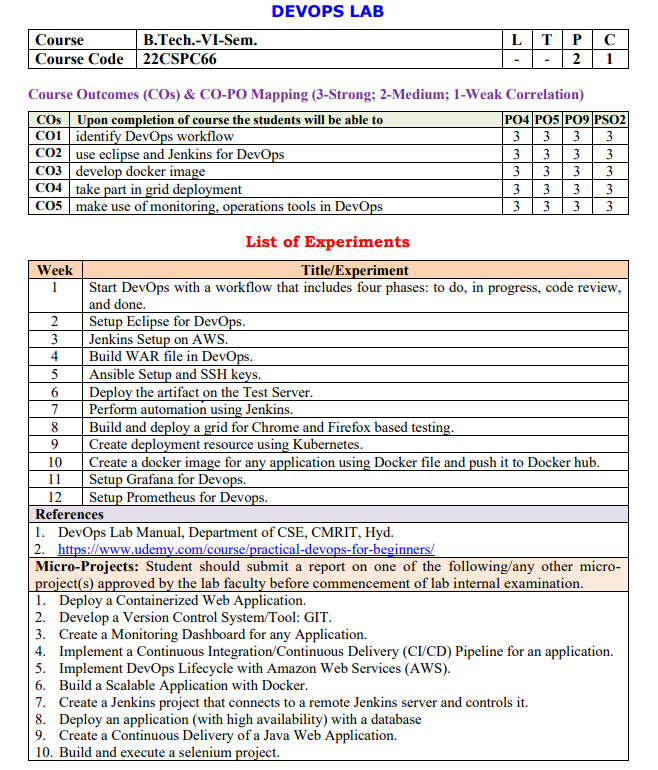 DEVOPS LAB
Course B.Tech.-VI-Sem. L T P C
Course Code 22CSPC66 - - 2 1
Course Outcomes (COs) & CO-PO Mapping (3-Strong; 2-Medium; 1-Weak Correlation)
COs Upon completion of course the students will be able to PO4 PO5 PO9 PSO2
CO1 identify DevOps workflow 3 3 3 3
CO2 use eclipse and Jenkins for DevOps 3 3 3 3
CO3 develop docker image 3 3 3 3
CO4 take part in grid deployment 3 3 3 3
CO5 make use of monitoring, operations tools in DevOps 3 3 3 3
List of Experiments
Week Title/Experiment
1 Start DevOps with a workflow that includes four phases: to do, in progress, code review,
and done.
2 Setup Eclipse for DevOps.
3 Jenkins Setup on AWS.
4 Build WAR file in DevOps.
5 Ansible Setup and SSH keys.
6 Deploy the artifact on the Test Server.
7 Perform automation using Jenkins.
8 Build and deploy a grid for Chrome and Firefox based testing.
9 Create deployment resource using Kubernetes.
10 Create a docker image for any application using Docker file and push it to Docker hub.
11 Setup Grafana for Devops.
12 Setup Prometheus for Devops.
References
1. DevOps Lab Manual, Department of CSE, CMRIT, Hyd.
2. https://www.udemy.com/course/practical-devops-for-beginners/
Micro-Projects: Student should submit a report on one of the following/any other micro-
project(s) approved by the lab faculty before commencement of lab internal examination.
1. Deploy a Containerized Web Application.
2. Develop a Version Control System/Tool: GIT.
3. Create a Monitoring Dashboard for any Application.
4. Implement a Continuous Integration/Continuous Delivery (CI/CD) Pipeline for an application.
5. Implement DevOps Lifecycle with Amazon Web Services (AWS).
6. Build a Scalable Application with Docker.
7. Create a Jenkins project that connects to a remote Jenkins server and controls it.
8. Deploy an application (with high availability) with a database
9. Create a Continuous Delivery of a Java Web Application.
10. Build and execute a selenium project.